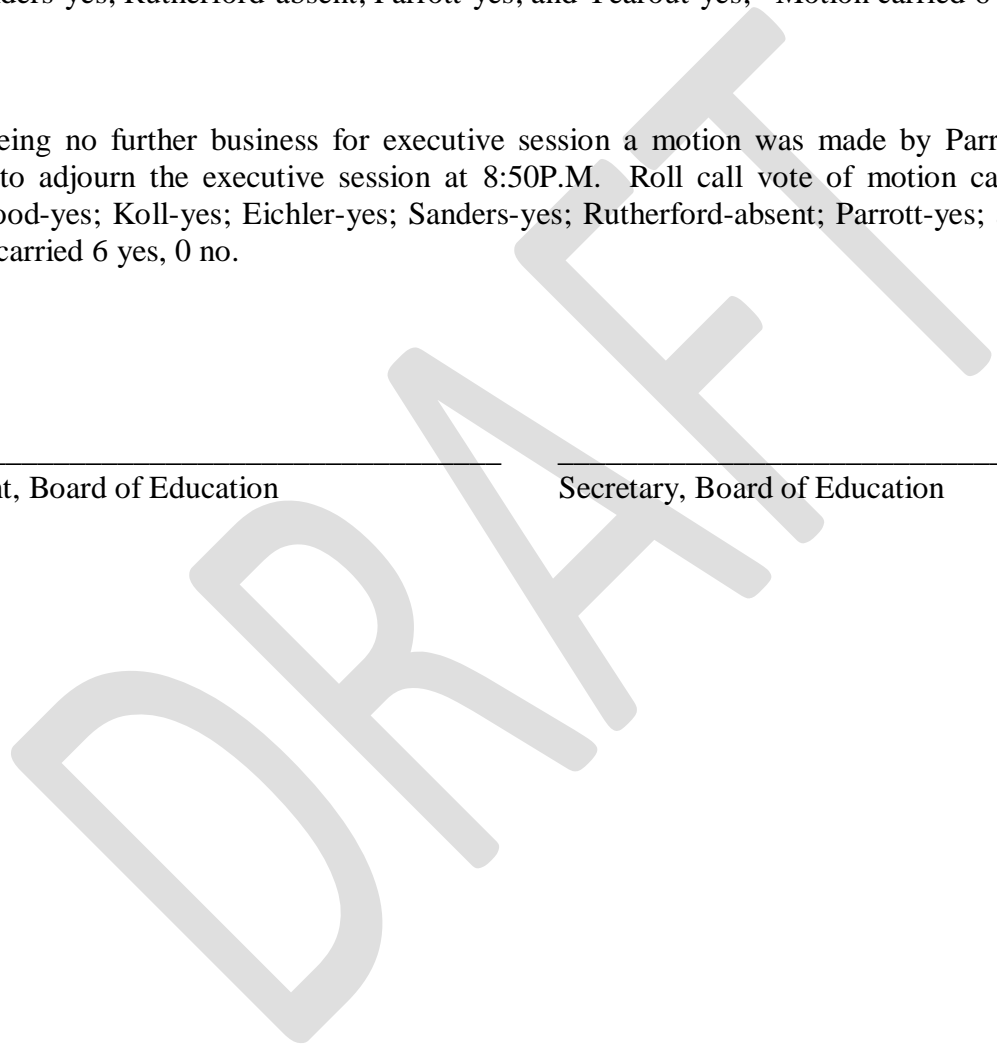 nders-yes; Rutherford-absent; Parrott-yes; and Yearout-yes; Motion carried 6
eing no further business for executive session a motion was made by Parr
to adjourn the executive session at 8:50P.M. Roll call vote of motion ca
ood-yes; Koll-yes; Eichler-yes; Sanders-yes; Rutherford-absent; Parrott-yes;
carried 6 yes, 0 no.
t, Board of Education Secretary, Board of Education
DRAFT